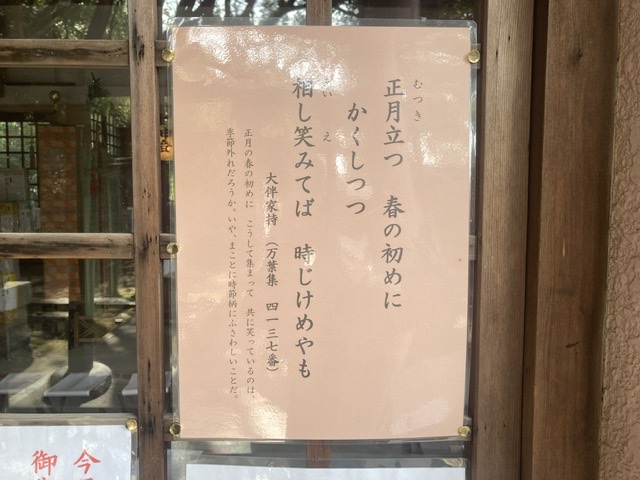 正月立つ　春の初めに
むつき
かくしつつ
相し笑みてば　時じけめやも
い　え
大伴家持　(万葉集　四一三七番)
正月の春の初めに　こうして集まって　共に笑っているのは、
季節外れだろうか。いや、まことに時節柄にふさわしいことだ。
今
御